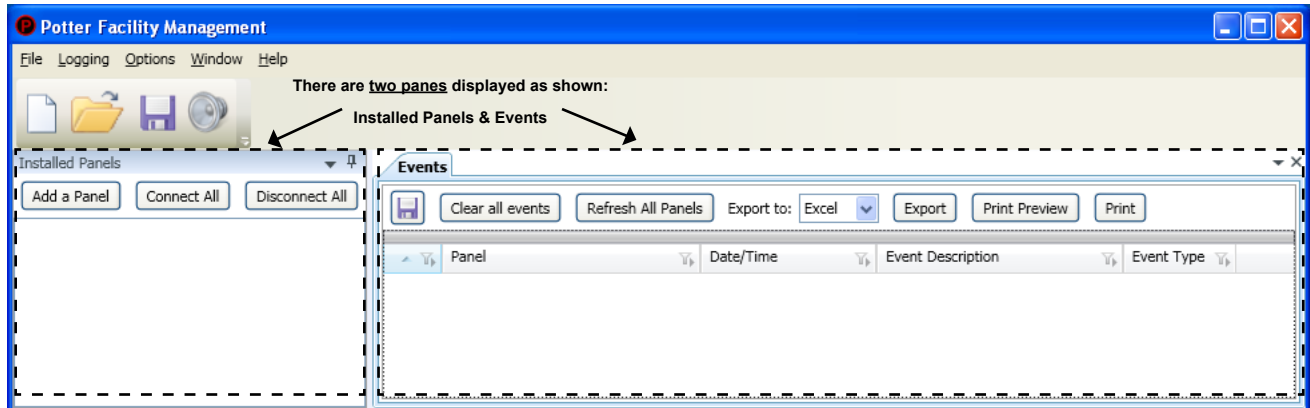 P Potter Facility Management
File Logging Options Window Help
There are two panes displayed as shown:
Installed Panels & Events
Installed Panels
Add a Panel Connect All Disconnect All
Events
Clear all events Refresh All Panels Export to: Excel Export Print Preview Print
Panel Date/Time Event Description Event Type